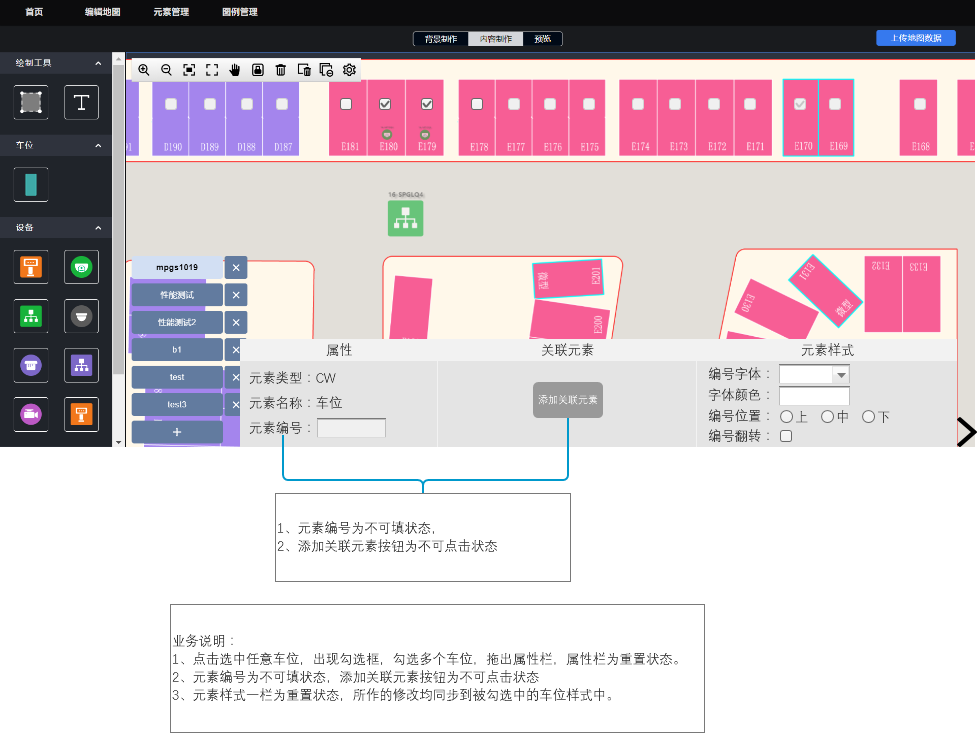 首页 编辑地图 元素管理 图例管理
背景制作 内容制作 预览 上传地图数据
绘制工具
T
车位
设备
D190 D189 D188 D187 E181 E180 E179 E178 E177 E176 E175 E174 E173 E172 E171 E170 E169 E168
16-SPGLQ4
mpgs1019 ×
性能测试 ×
性能测试2 ×
b1 ×
test ×
test3 ×
+
微型 E201
E200
E130
E131
微型
E132 E133
属性 关联元素 元素样式
元素类型：CW
元素名称：车位
元素编号：
添加关联元素
编号字体：
字体颜色：
编号位置： 上 中 下
编号翻转：
1、元素编号为不可填状态，
2、添加关联元素按钮为不可点击状态
业务说明：
1、点击选中任意车位，出现勾选框，勾选多个车位，拖出属性栏，属性栏为重置状态。
2、元素编号为不可填状态，添加关联元素按钮为不可点击状态
3、元素样式一栏为重置状态，所作的修改均同步到被勾选中的车位样式中。